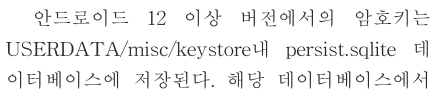 안드로이드 12 이상 버전에서의 암호키는
USERDATA/misc/keystore내 persist.sqlite 데
이터베이스에 저장된다. 해당 데이터베이스에서